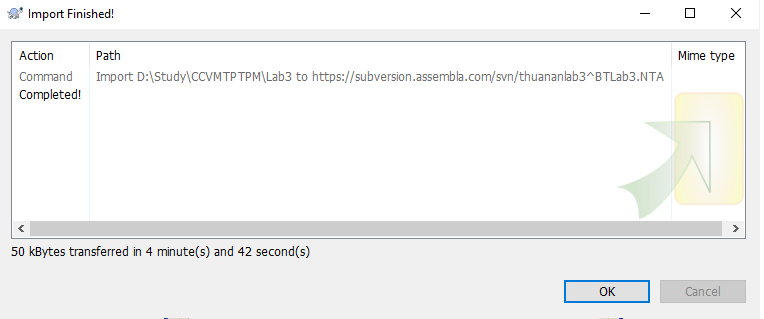 Import Finished!
Action Path Mime type
Command Import D:\Study\CCVMTPTPM\Lab3 to https://subversion.assembla.com/svn/thuananlab3^BTLab3.NTA
Completed!
50 kBytes transferred in 4 minute(s) and 42 second(s)
OK Cancel